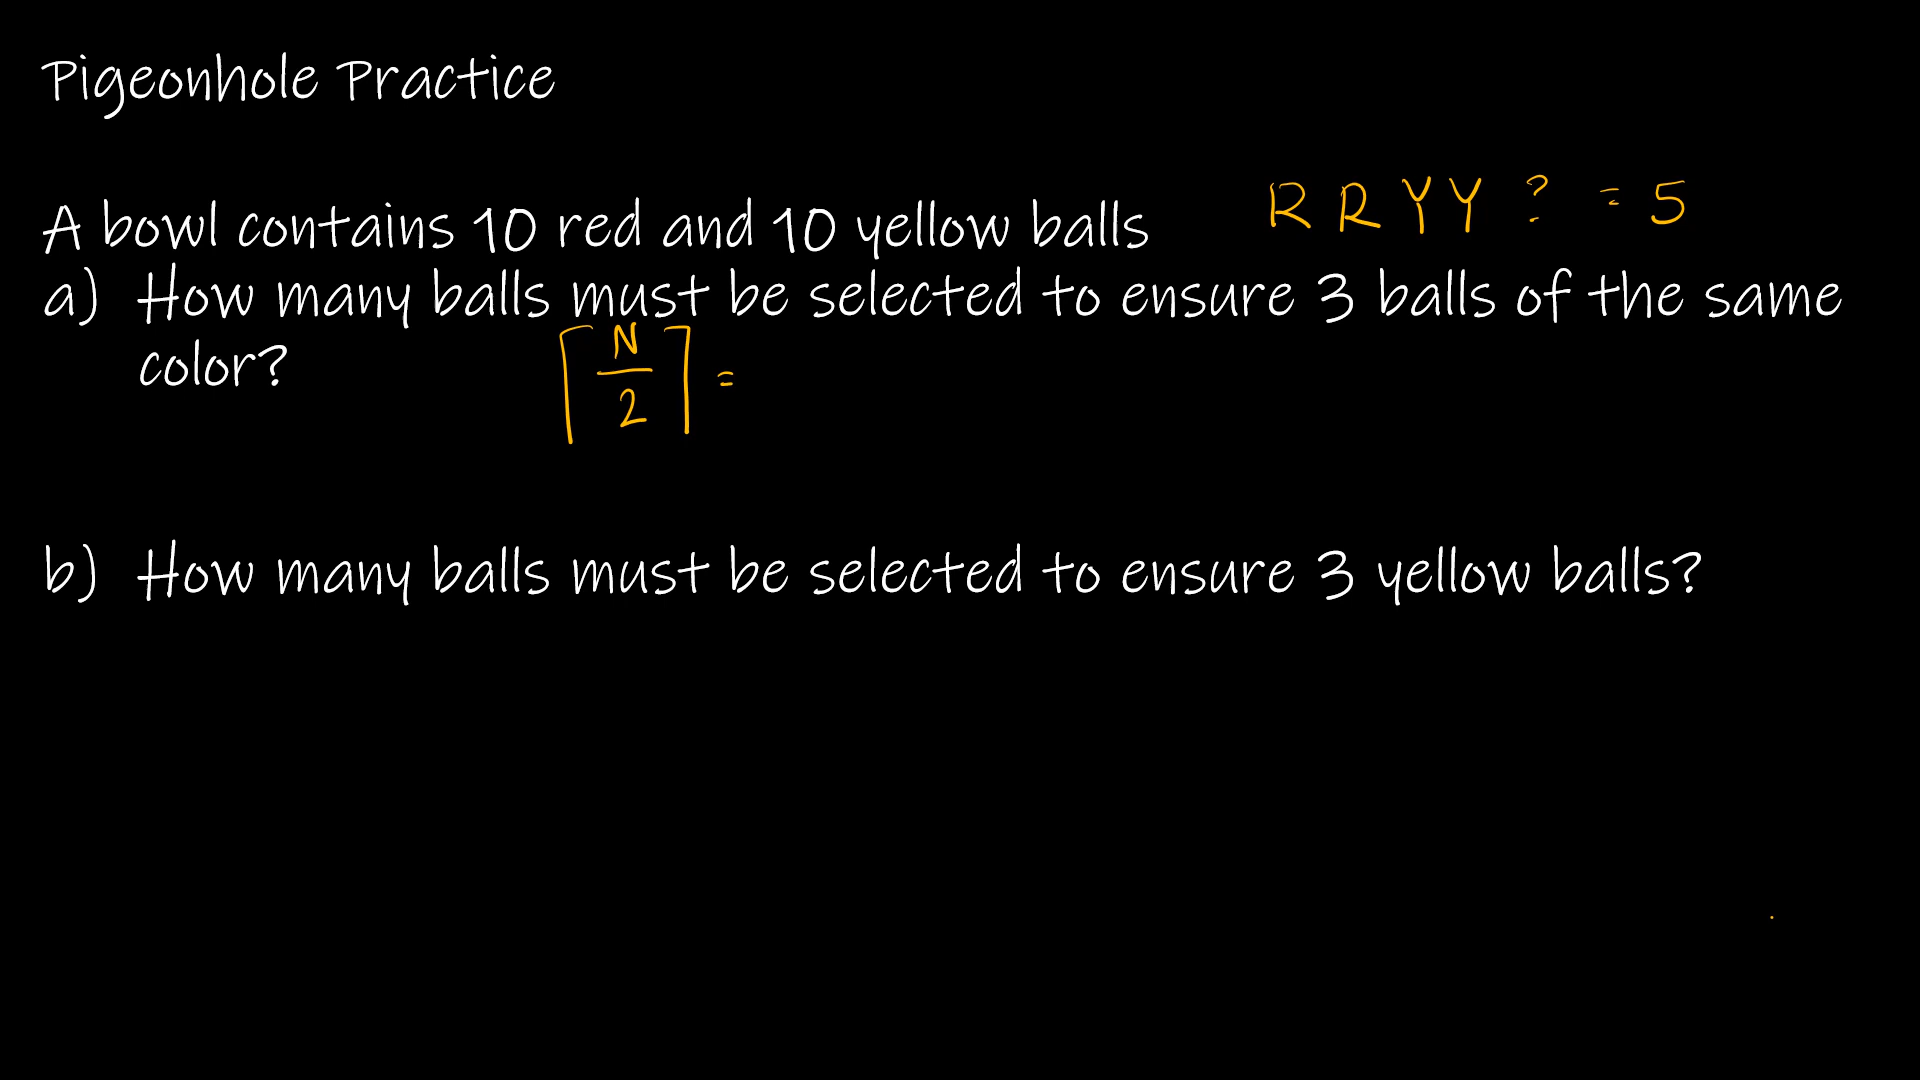 Pigeonhole Practice
R R Y Y ? = 5
A bowl contains 10 red and 10 yellow balls
a) How many balls must be selected to ensure 3 balls of the same
color?
⌈N/2⌉ =
b) How many balls must be selected to ensure 3 yellow balls?